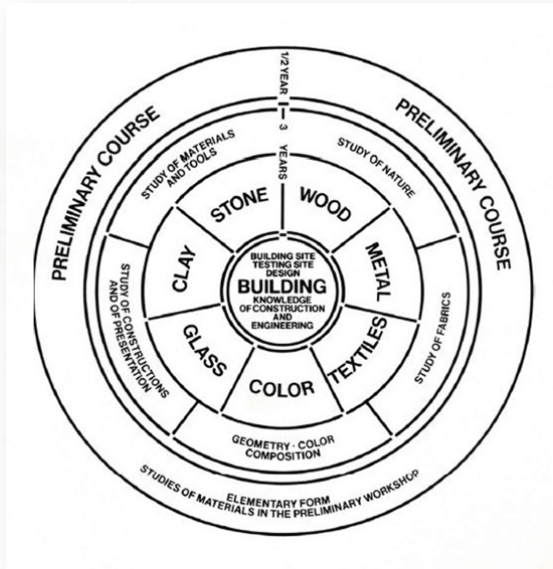 1/2 YEAR
PRELIMINARY COURSE
PRELIMINARY COURSE
ELEMENTARY FORM
STUDIES OF MATERIALS IN THE PRELIMINARY WORKSHOP
3 YEARS
STUDY OF MATERIALS
AND TOOLS
STUDY OF NATURE
STUDY OF FABRICS
GEOMETRY · COLOR
COMPOSITION
STUDY OF CONSTRUCTIONS
AND OF PRESENTATION
STONE
WOOD
METAL
TEXTILES
COLOR
GLASS
CLAY
BUILDING SITE
TESTING SITE
DESIGN
BUILDING
KNOWLEDGE
OF CONSTRUCTION
AND
ENGINEERING